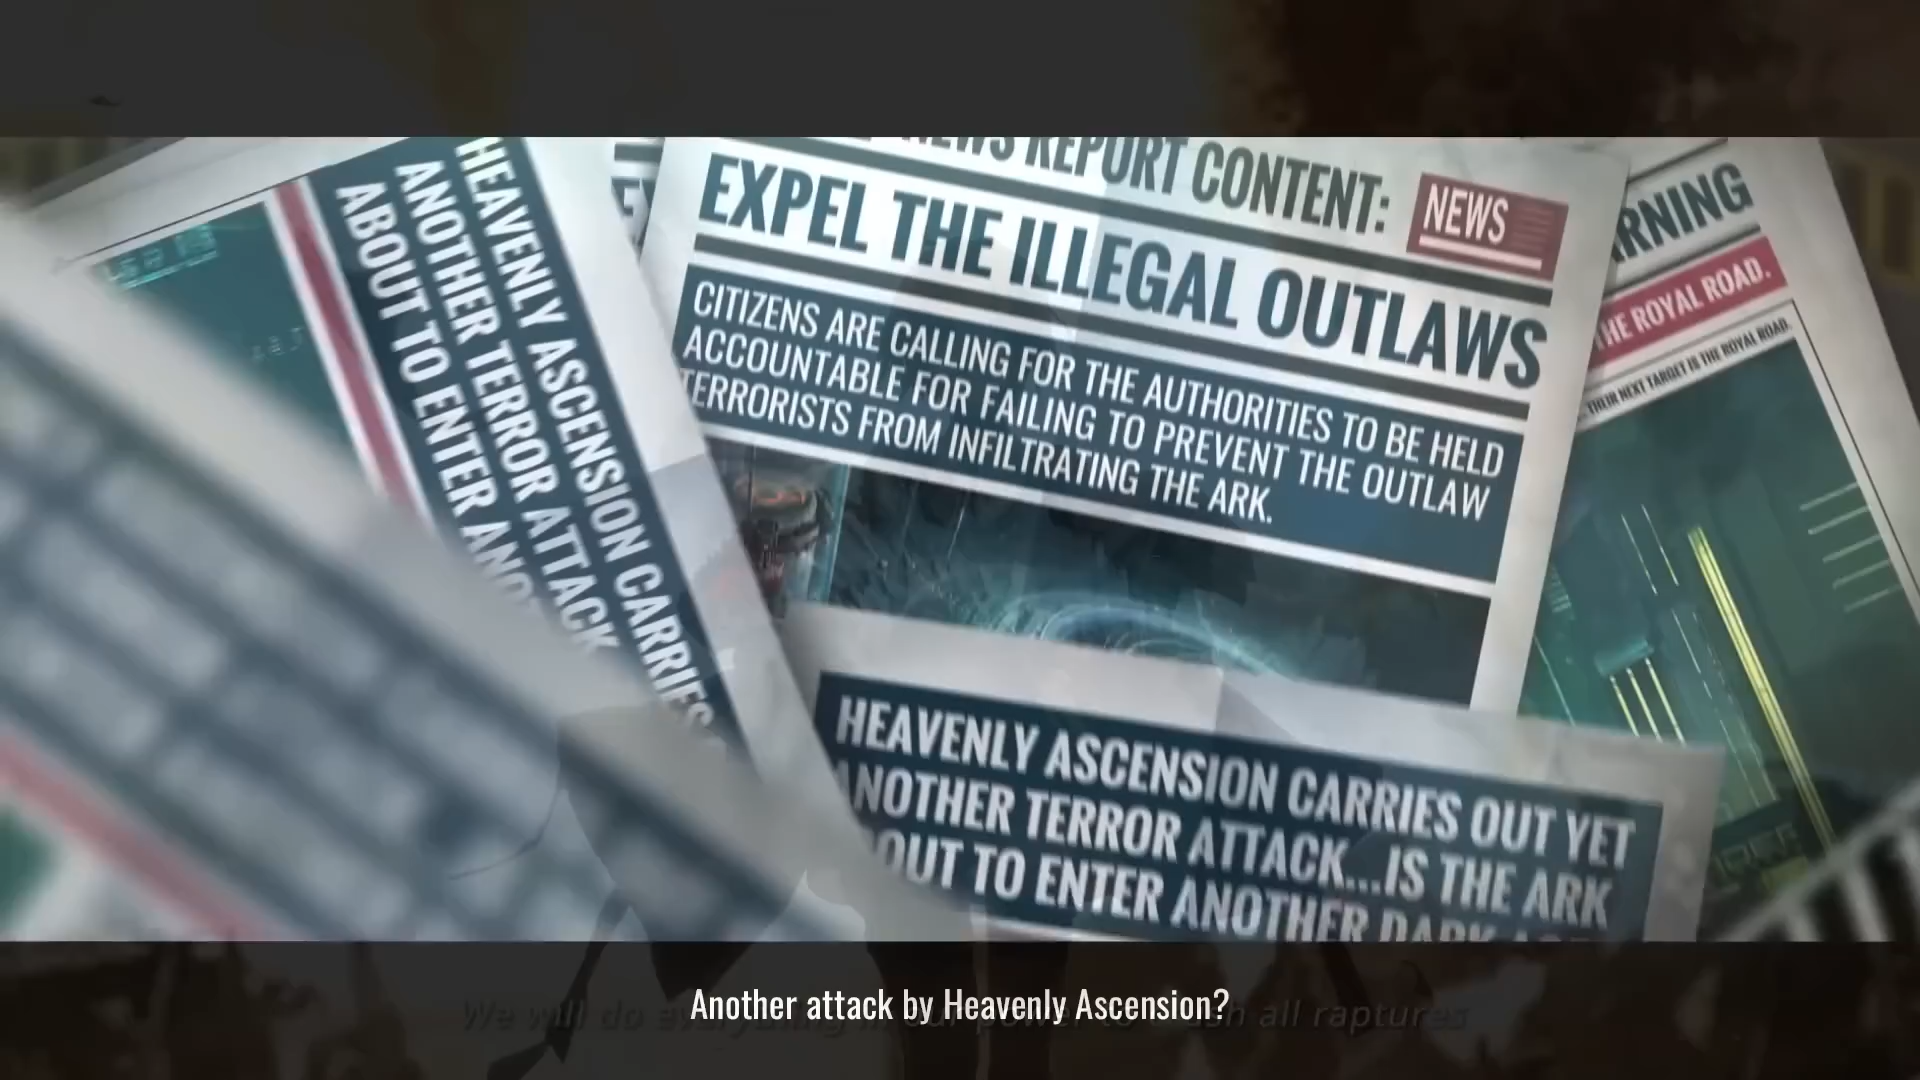 HEAVENLY ASCENSION CARRIES
ANOTHER TERROR ATTACK
ABOUT TO ENTER
NEWS REPORT CONTENT:
NEWS
EXPEL THE ILLEGAL OUTLAWS
CITIZENS ARE CALLING FOR THE AUTHORITIES TO BE HELD
ACCOUNTABLE FOR FAILING TO PREVENT THE OUTLAW
TERRORISTS FROM INFILTRATING THE ARK.
RNING
THE ROYAL ROAD.
THEIR NEXT TARGET IS THE ROYAL ROAD.
HEAVENLY ASCENSION CARRIES OUT YET
ANOTHER TERROR ATTACK...IS THE ARK
OUT TO ENTER ANOTHER DARK
Another attack by Heavenly Ascension?
We will do all raptures